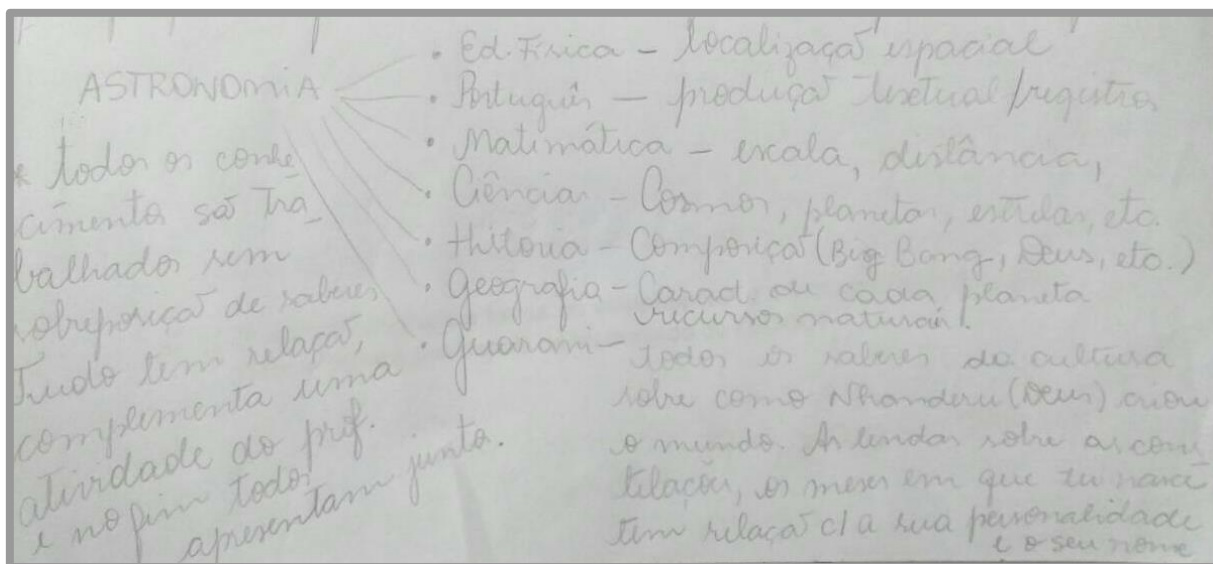 ASTRONOMIA
• Ed. Física – localização espacial
• Português – produção textual/registros
• Matemática – escala, distância,
• Ciências – Cosmos, planetas, estrelas, etc.
• História – Composição (Big Bang, Deus, etc.)
• Geografia – Caract. de cada planeta
recursos naturais.
• Guarani – todos os saberes da cultura
sobre como Nhanderu (Deus) criou
o mundo. As lendas sobre as cons
telações, os meses em que tu nasce
tem relação c/ a sua personalidade
e o seu nome
* todos os conhe
cimentos são tra
balhados sem
sobreposição de saberes
Tudo tem relação,
complementa uma
atividade do prof.
e no fim todos
apresentam junto.